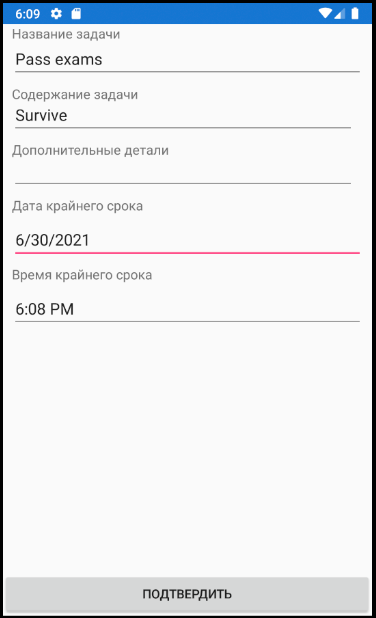 6:09
Название задачи
Pass exams
Содержание задачи
Survive
Дополнительные детали
Дата крайнего срока
6/30/2021
Время крайнего срока
6:08 PM
ПОДТВЕРДИТЬ